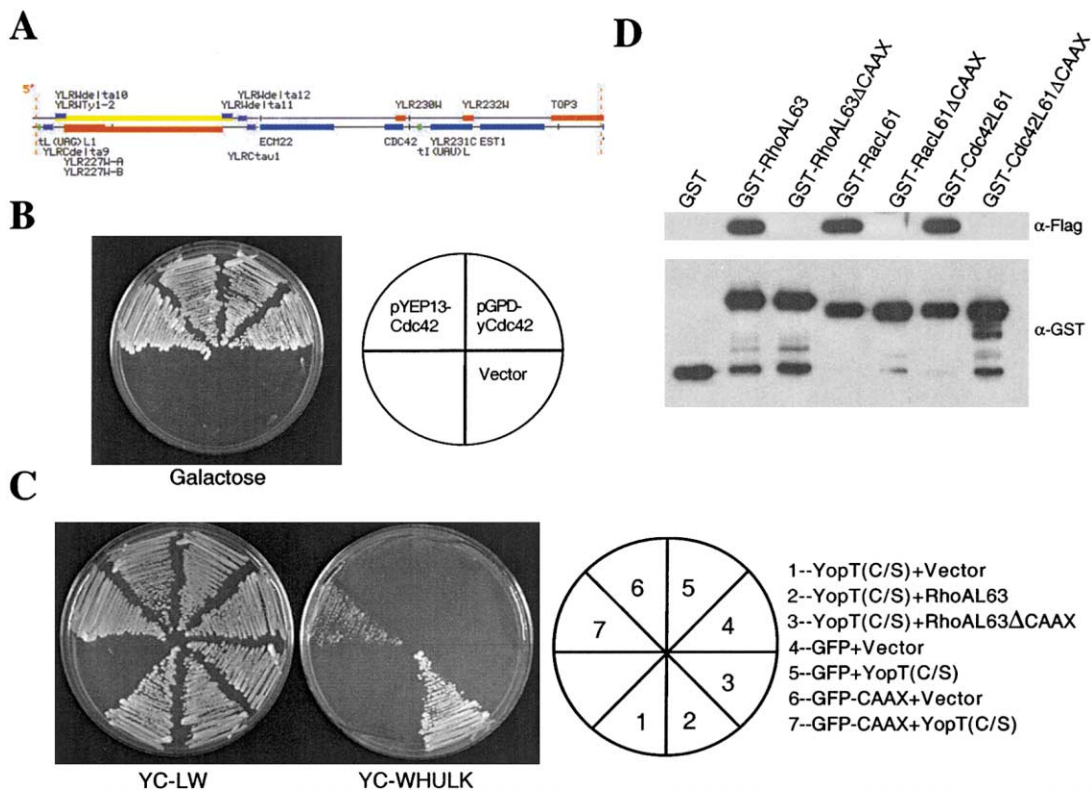 A
5'
YLRWdelta10
YLRWTy1-2
YLRWdelta12
YLRWdelta11
YLR230W
YLR232W
TOP3
tL(UAG)L1
YLRCdelta9
YLR227W-A
YLR227W-B
YLRCtau1
ECM22
CDC42
tI(UAU)L
YLR231C
EST1
B
pYEP13-
Cdc42
pGPD-
yCdc42
Vector
Galactose
C
YC-LW
YC-WHULK
6
5
7
4
3
1
2
1--YopT(C/S)+Vector
2--YopT(C/S)+RhoAL63
3--YopT(C/S)+RhoAL63ΔCAAX
4--GFP+Vector
5--GFP+YopT(C/S)
6--GFP-CAAX+Vector
7--GFP-CAAX+YopT(C/S)
D
GST
GST-RhoAL63
GST-RhoAL63ΔCAAX
GST-RacL61
GST-RacL61ΔCAAX
GST-Cdc42L61
GST-Cdc42L61ΔCAAX
α-Flag
α-GST